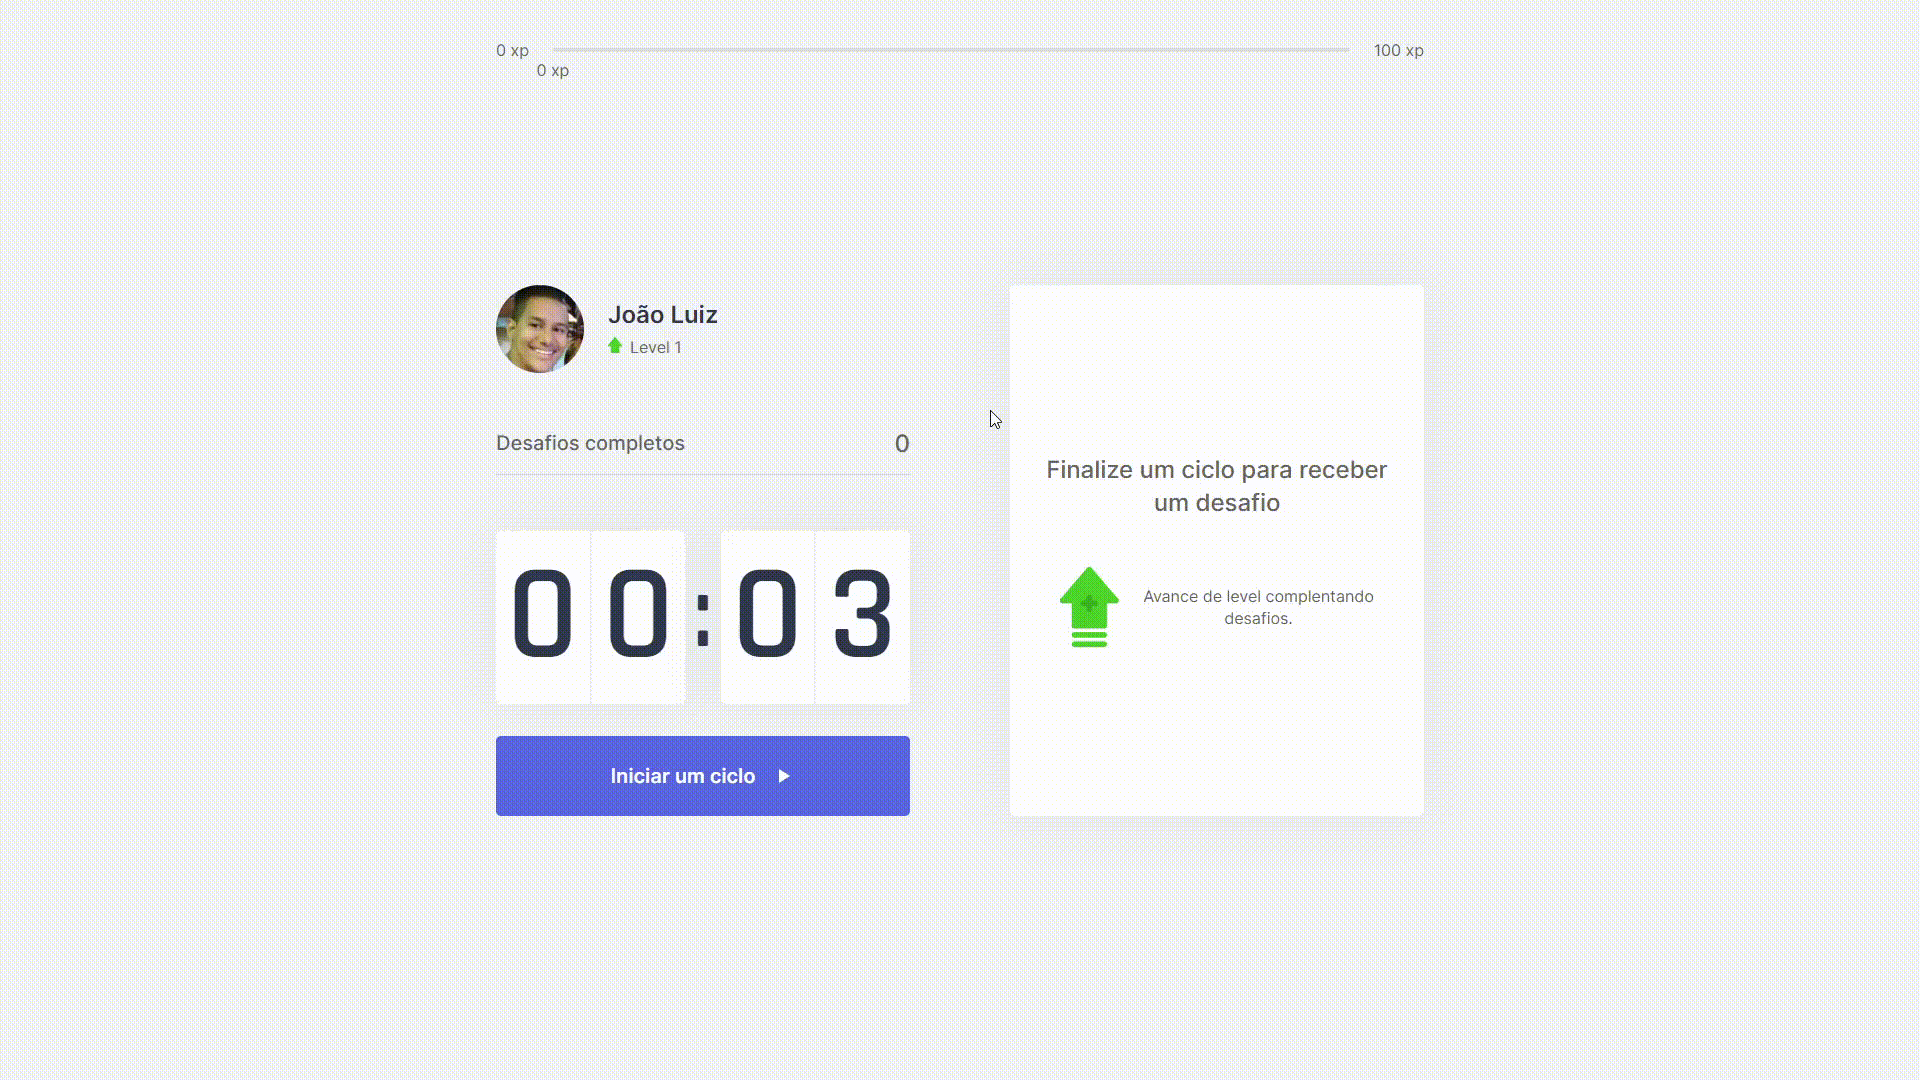 0 xp
100 xp
0 xp
João Luiz
Level 1
Desafios completos
0
00:03
Iniciar um ciclo
Finalize um ciclo para receber
um desafio
Avance de level complentando
desafios.